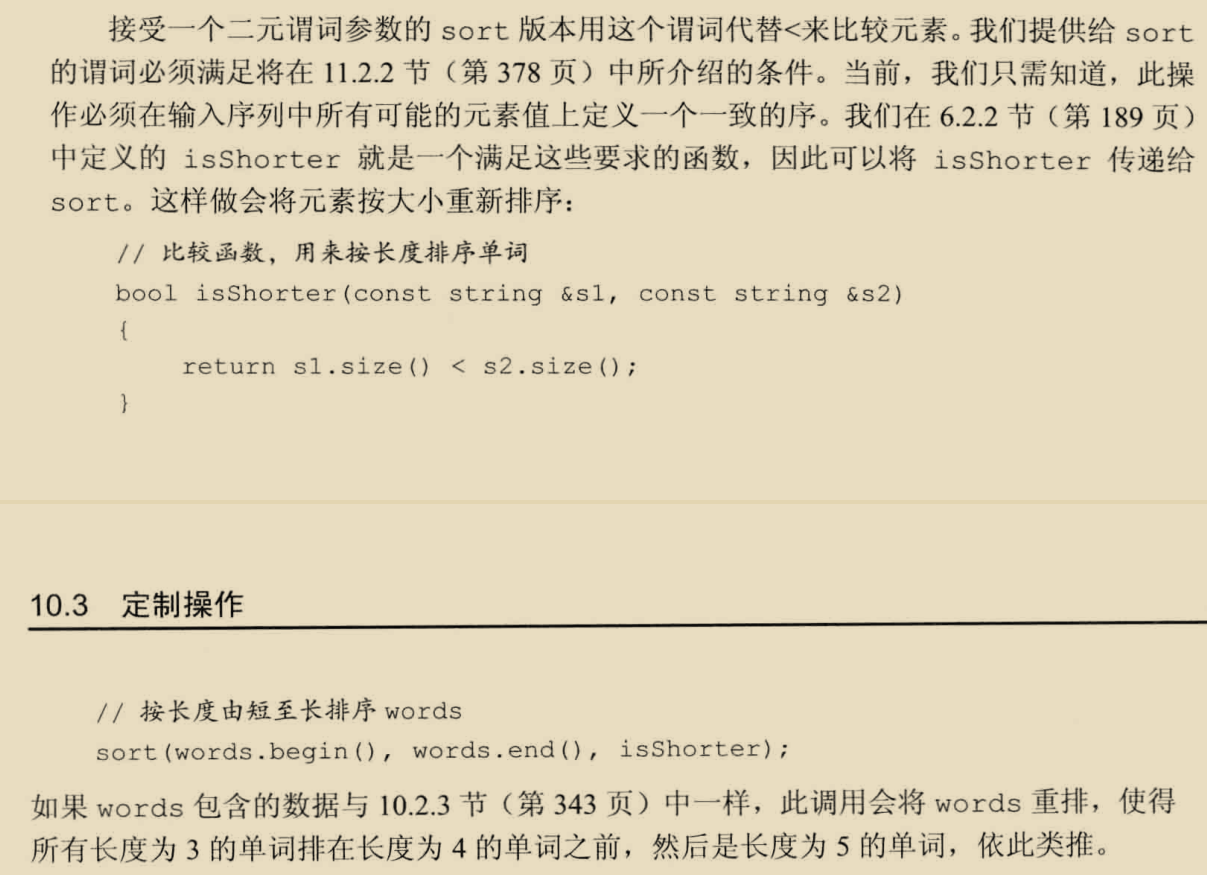 接受一个二元谓词参数的 sort 版本用这个谓词代替<来比较元素。我们提供给 sort
的谓词必须满足将在 11.2.2 节（第 378 页）中所介绍的条件。当前，我们只需知道，此操
作必须在输入序列中所有可能的元素值上定义一个一致的序。我们在 6.2.2 节（第 189 页）
中定义的 isShorter 就是一个满足这些要求的函数，因此可以将 isShorter 传递给
sort。这样做会将元素按大小重新排序：
// 比较函数，用来按长度排序单词
bool isShorter(const string &s1, const string &s2)
{
return s1.size() < s2.size();
}
10.3 定制操作
// 按长度由短至长排序 words
sort(words.begin(), words.end(), isShorter);
如果 words 包含的数据与 10.2.3 节（第 343 页）中一样，此调用会将 words 重排，使得
所有长度为 3 的单词排在长度为 4 的单词之前，然后是长度为 5 的单词，依此类推。